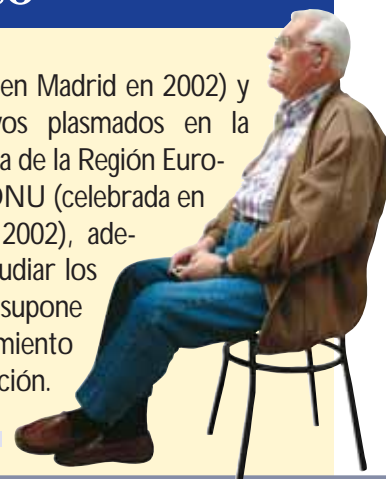 en Madrid en 2002) y
vos plasmados en la
a de la Región Euro-
ONU (celebrada en
2002), ade-
udiar los
supone
miento
ción.